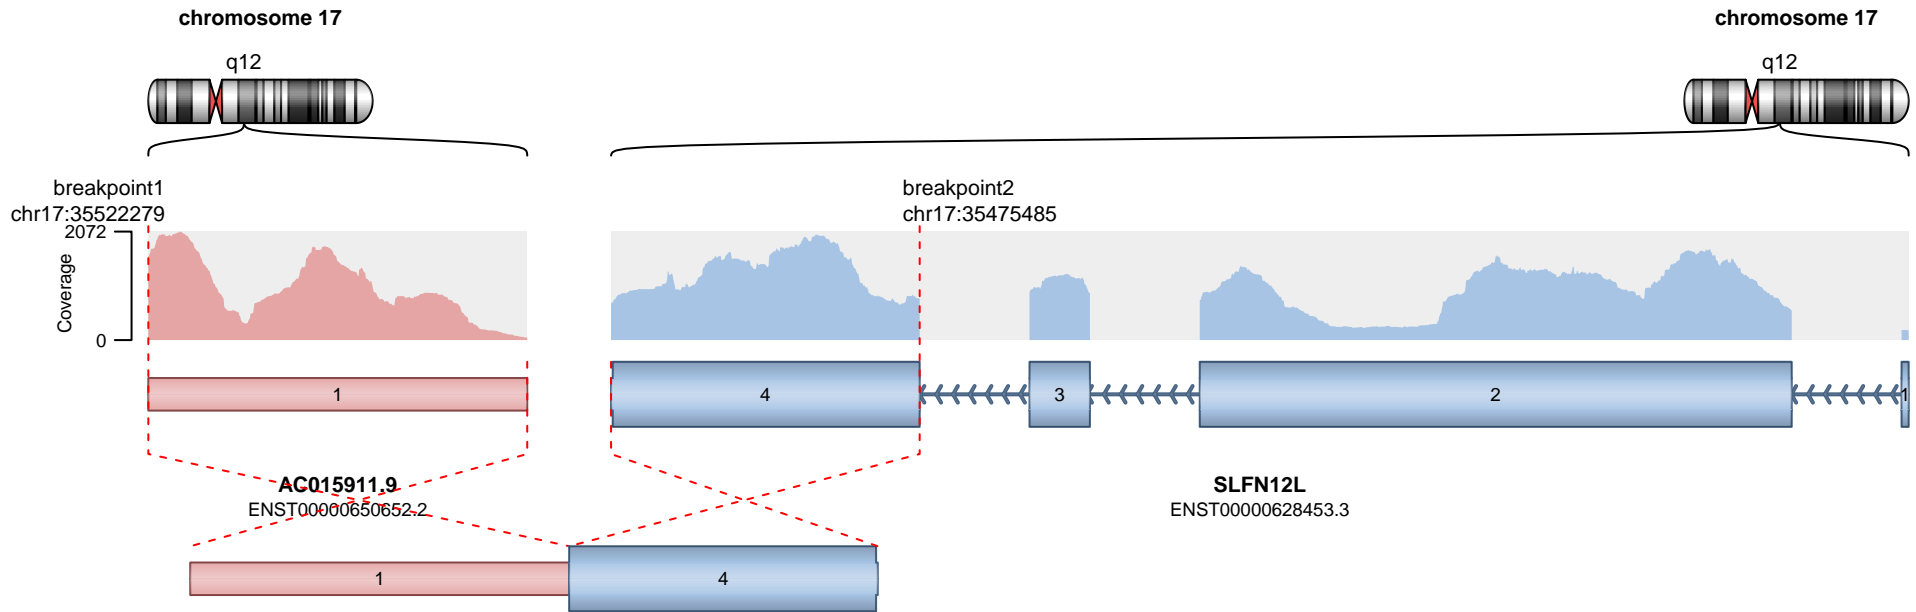 chromosome 17
chromosome 17
q12
q12
breakpoint1
chr17:35522279
breakpoint2
chr17:35475485
2072
Coverage
0
1
4
3
2
1
AC015911.9
ENST00000650652.2
SLFN12L
ENST00000628453.3
1
4